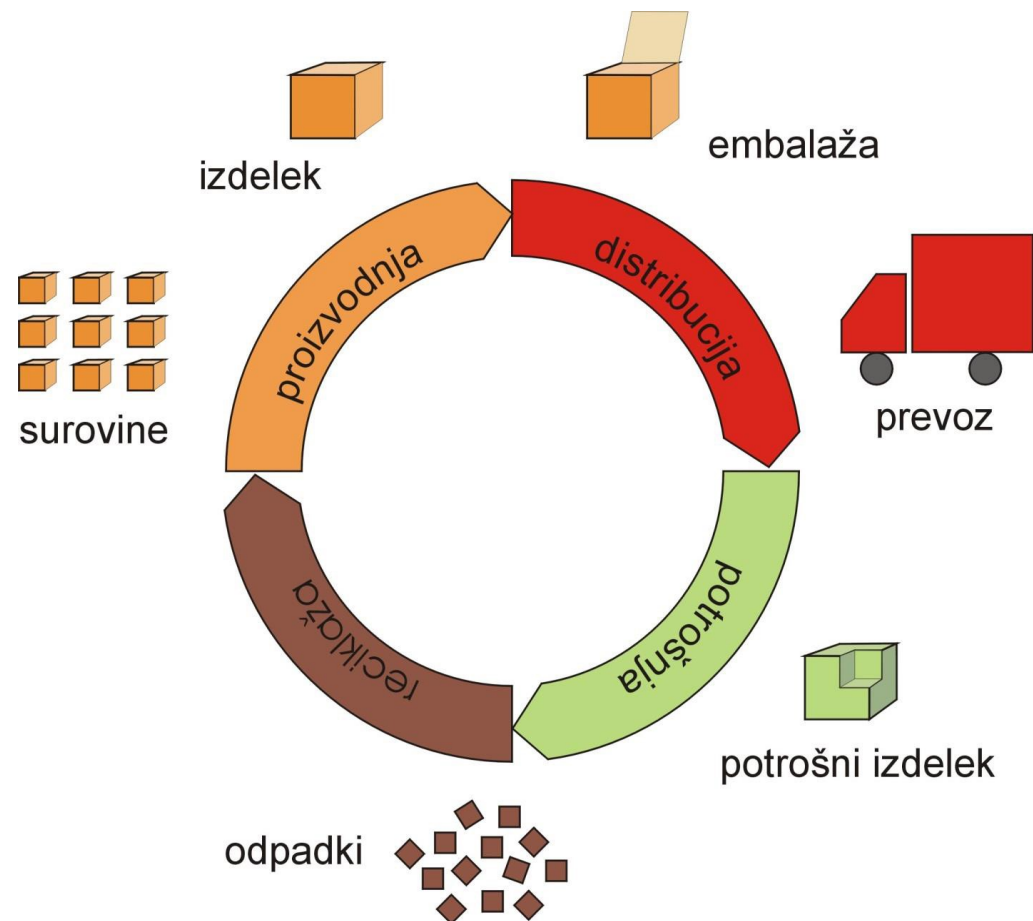 izdelek
embalaža
proizvodnja
distribucija
surovine
prevoz
reciklaža
potrošnja
potrošni izdelek
odpadki